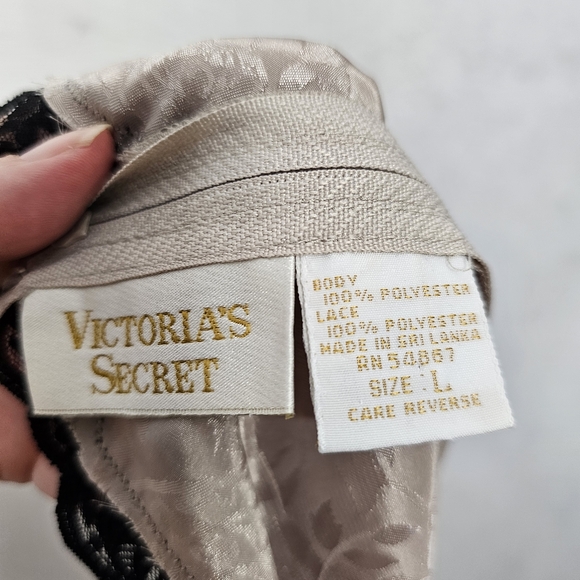 VICTORIA'S
SECRET
BODY
100% POLYESTER
LACE
100% POLYESTER
MADE IN SRI LANKA
RN 54867
SIZE: L
CARE REVERSE